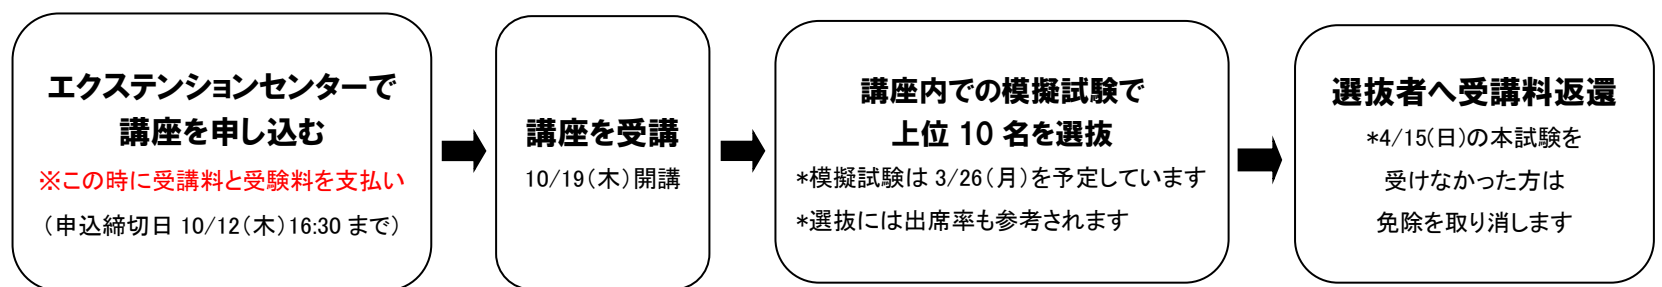 エクステンションセンターで
講座を申し込む
※この時に受講料と受験料を支払い
（申込締切日 10/12（木）16:30 まで）
講座を受講
10/19（木）開講
講座内での模擬試験で
上位 10 名を選抜
*模擬試験は 3/26（月）を予定しています
*選抜には出席率も参考されます
選抜者へ受講料返還
*4/15(日)の本試験を
受けなかった方は
免除を取り消します